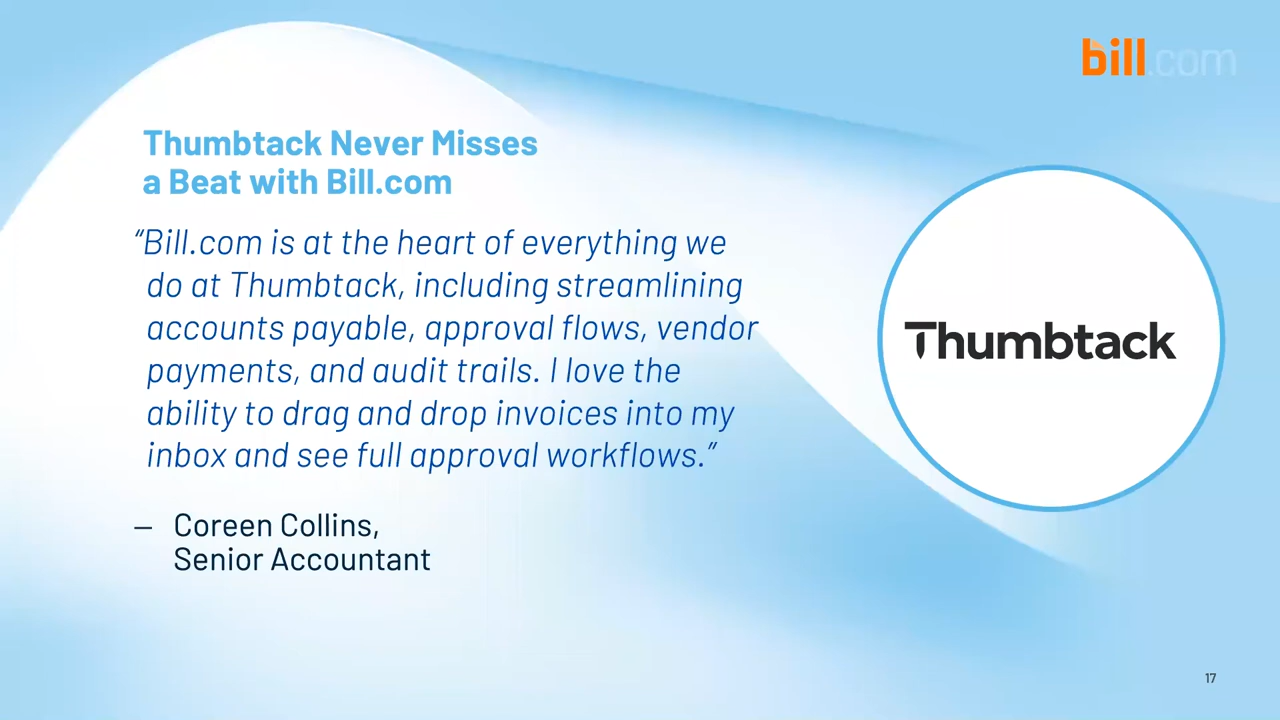 bill.com
Thumbtack Never Misses
a Beat with Bill.com
“Bill.com is at the heart of everything we
do at Thumbtack, including streamlining
accounts payable, approval flows, vendor
payments, and audit trails. I love the
ability to drag and drop invoices into my
inbox and see full approval workflows.”
— Coreen Collins,
Senior Accountant
Thumbtack
17